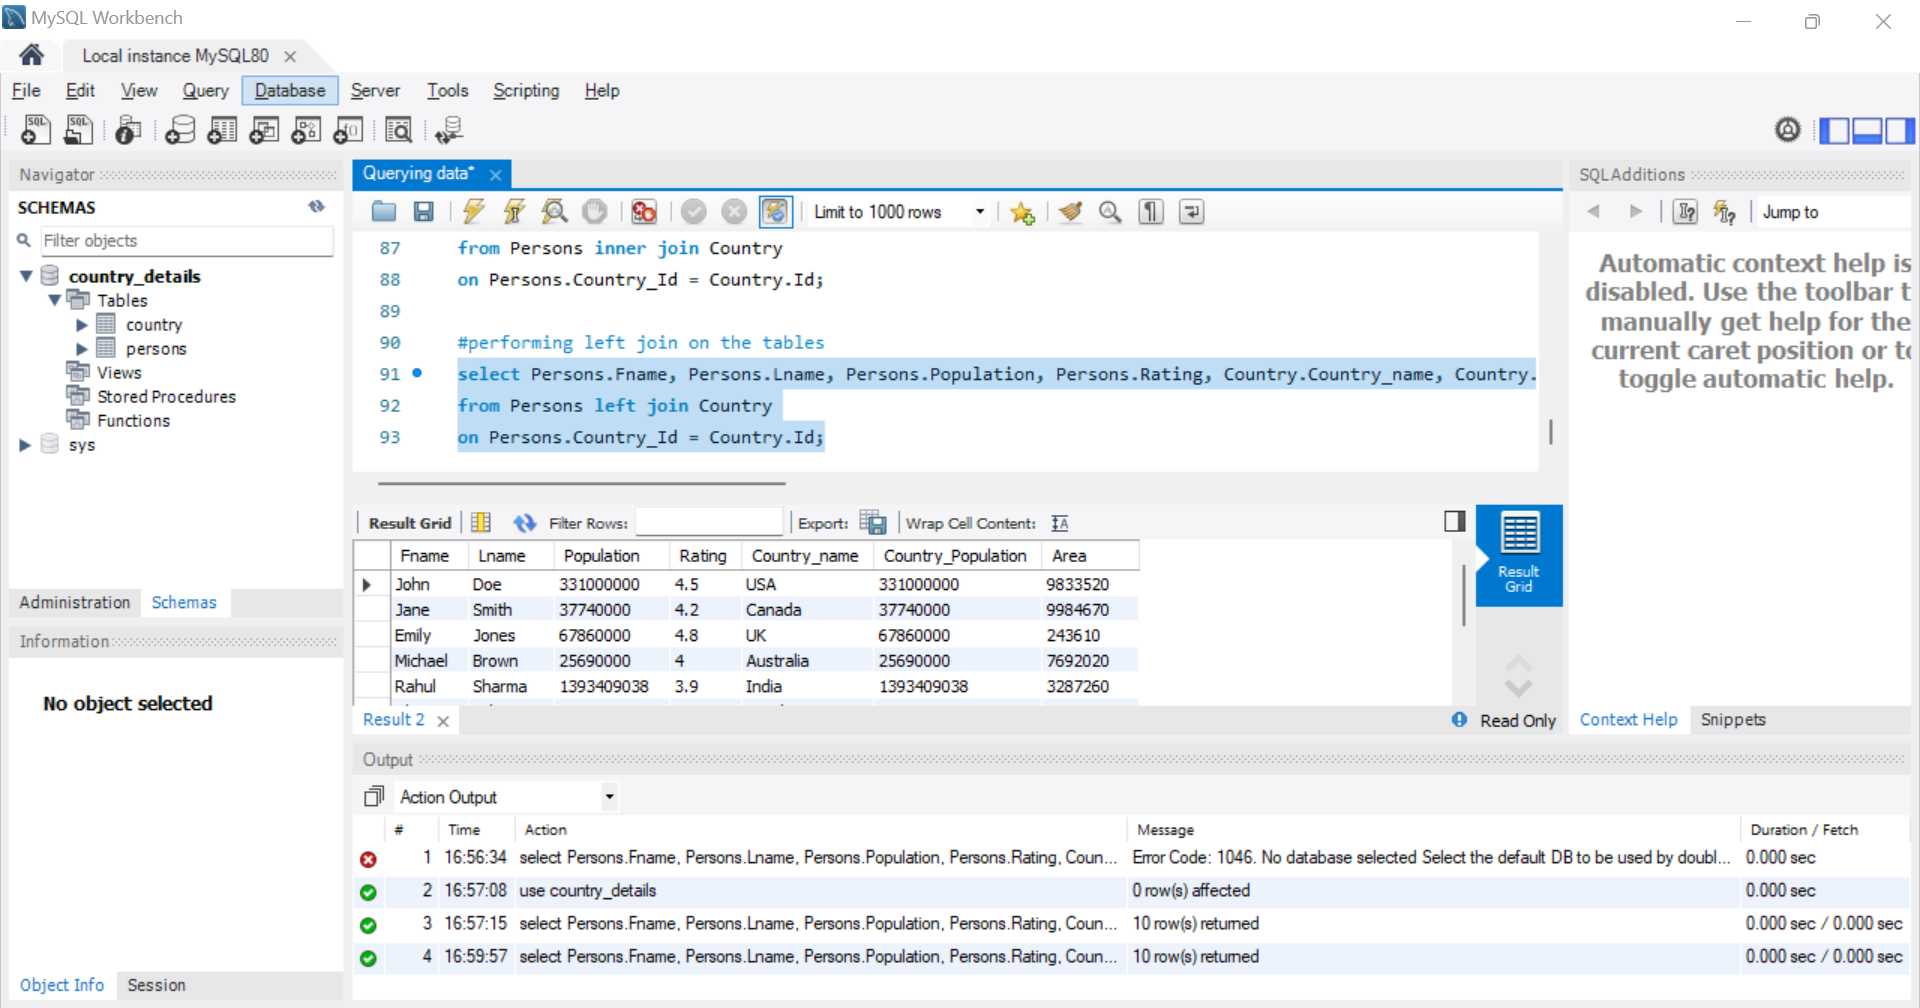 MySQL Workbench
Local instance MySQL80
File Edit View Query Database Server Tools Scripting Help
Navigator
SCHEMAS
Filter objects
country_details
Tables
country
persons
Views
Stored Procedures
Functions
sys
Administration Schemas
Information
No object selected
Object Info Session
Querying data*
Limit to 1000 rows
87 from Persons inner join Country
88 on Persons.Country_Id = Country.Id;
89
90 #performing left join on the tables
91 select Persons.Fname, Persons.Lname, Persons.Population, Persons.Rating, Country.Country_name, Country.
92 from Persons left join Country
93 on Persons.Country_Id = Country.Id;
Result Grid Filter Rows: Export: Wrap Cell Content:
Fname Lname Population Rating Country_name Country_Population Area
John Doe 331000000 4.5 USA 331000000 9833520
Jane Smith 37740000 4.2 Canada 37740000 9984670
Emily Jones 67860000 4.8 UK 67860000 243610
Michael Brown 25690000 4 Australia 25690000 7692020
Rahul Sharma 1393409038 3.9 India 1393409038 3287260
Result
Grid
Result 2
Read Only
SQLAdditions
Jump to
Automatic context help is
disabled. Use the toolbar t
manually get help for the
current caret position or to
toggle automatic help.
Context Help Snippets
Output
Action Output
# Time Action Message Duration / Fetch
1 16:56:34 select Persons.Fname, Persons.Lname, Persons.Population, Persons.Rating, Coun... Error Code: 1046. No database selected Select the default DB to be used by doubl... 0.000 sec
2 16:57:08 use country_details 0 row(s) affected 0.000 sec
3 16:57:15 select Persons.Fname, Persons.Lname, Persons.Population, Persons.Rating, Coun... 10 row(s) returned 0.000 sec / 0.000 sec
4 16:59:57 select Persons.Fname, Persons.Lname, Persons.Population, Persons.Rating, Coun... 10 row(s) returned 0.000 sec / 0.000 sec